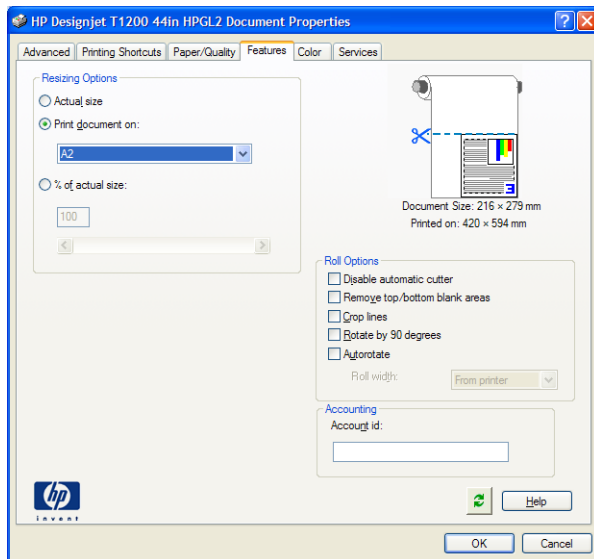 HP Designjet T1200 44in HPGL2 Document Properties
Advanced Printing Shortcuts Paper/Quality Features Color Services
Resizing Options
Actual size
Print document on:
A2
% of actual size:
100
3
Document Size: 216 × 279 mm
Printed on: 420 × 594 mm
Roll Options
Disable automatic cutter
Remove top/bottom blank areas
Crop lines
Rotate by 90 degrees
Autorotate
Roll width: From printer
Accounting
Account id:
hp
invent
Help
OK Cancel